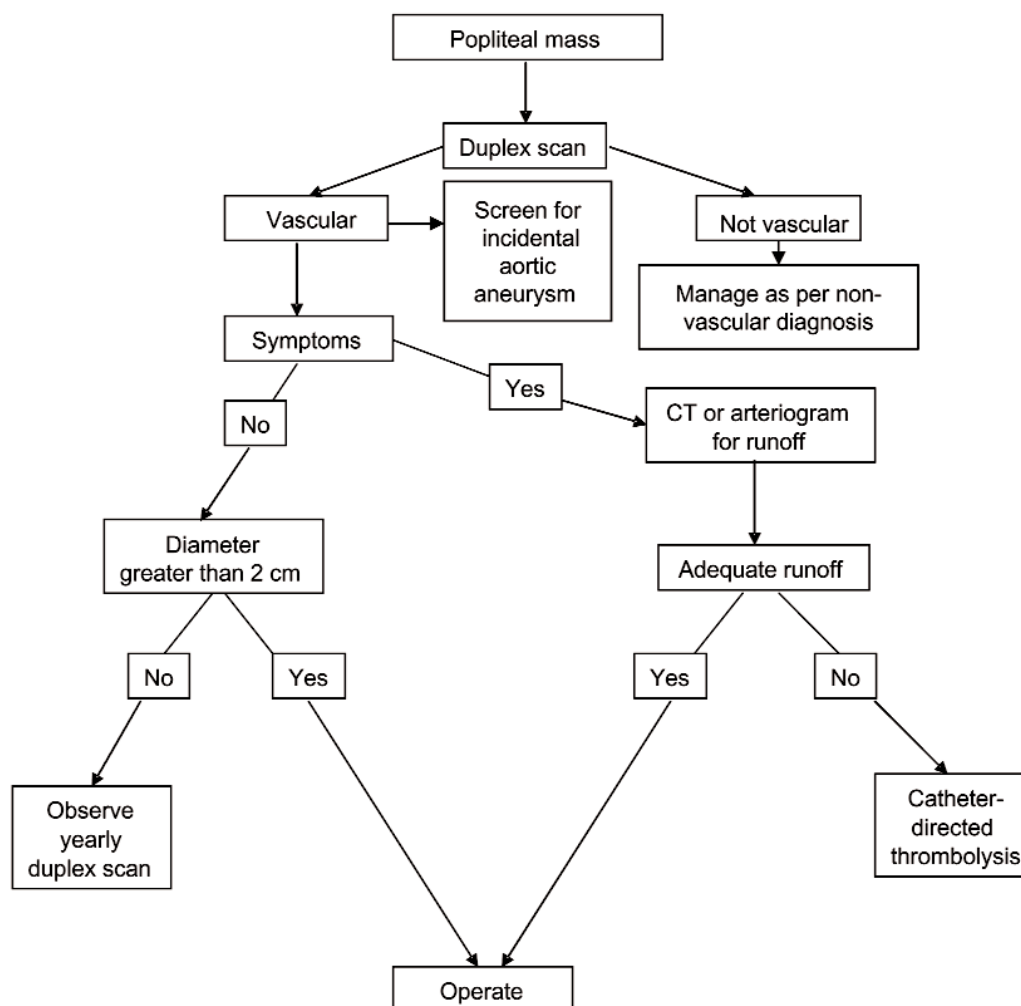 Popliteal mass
Duplex scan
Vascular
Screen for
incidental
aortic
aneurysm
Not vascular
Manage as per non-
vascular diagnosis
Symptoms
Yes
No
CT or arteriogram
for runoff
Diameter
greater than 2 cm
Adequate runoff
No
Yes
Yes
No
Observe
yearly
duplex scan
Catheter-
directed
thrombolysis
Operate